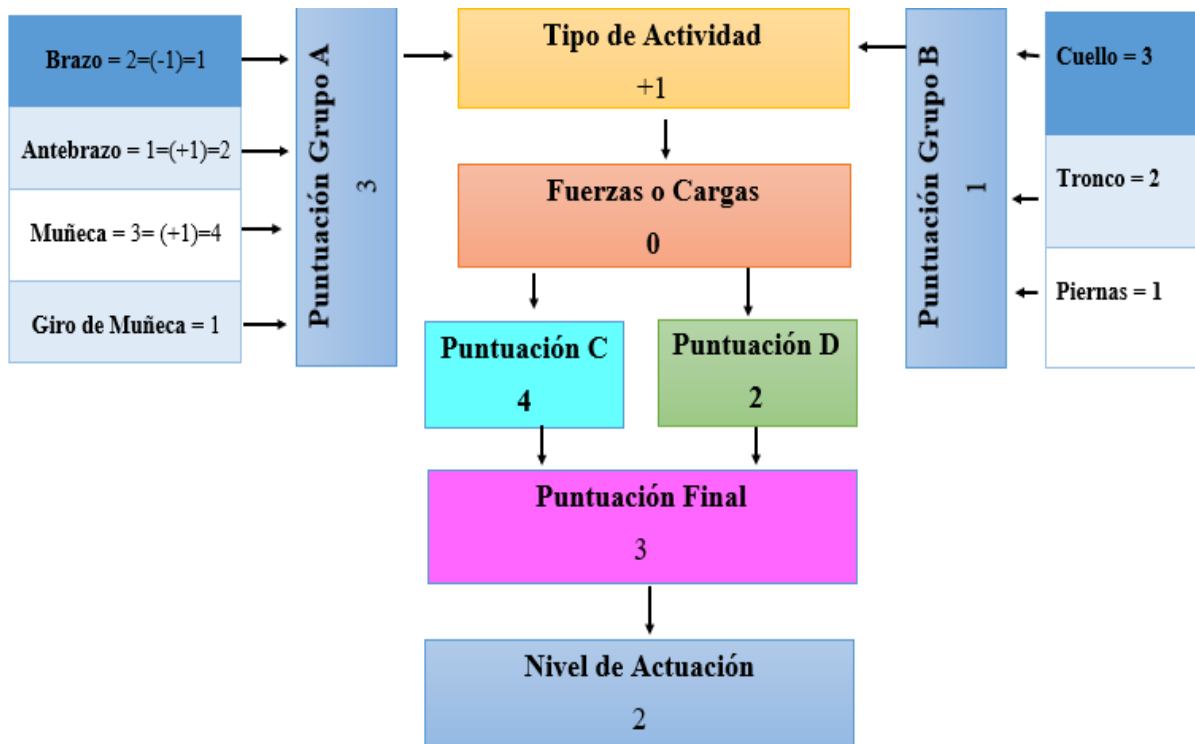 Brazo = 2=(-1)=1
Antebrazo = 1=(+1)=2
Muñeca = 3= (+1)=4
Giro de Muñeca = 1
Puntuación Grupo A
3
Tipo de Actividad
+1
Fuerzas o Cargas
0
Puntuación C
4
Puntuación D
2
Puntuación Final
3
Nivel de Actuación
2
Puntuación Grupo B
1
Cuello = 3
Tronco = 2
Piernas = 1